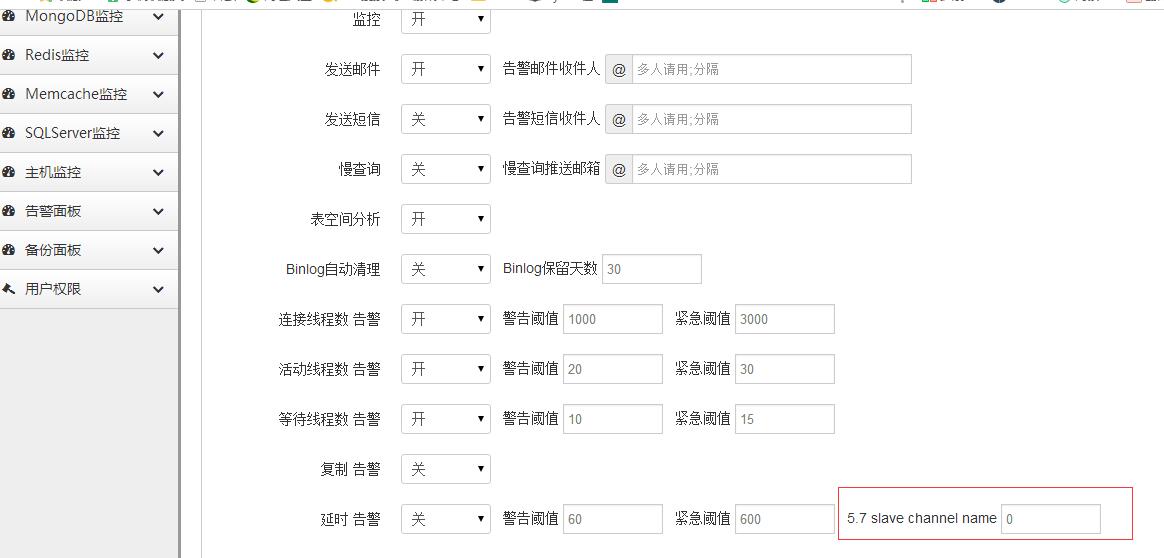 MongoDB监控
Redis监控
Memcache监控
SQLServer监控
主机监控
告警面板
备份面板
用户权限
监控 开
发送邮件 开 告警邮件收件人 @ 多人请用;分隔
发送短信 关 告警短信收件人 @ 多人请用;分隔
慢查询 关 慢查询推送邮箱 @ 多人请用;分隔
表空间分析 开
Binlog自动清理 关 Binlog保留天数 30
连接线程数 告警 开 警告阈值 1000 紧急阈值 3000
活动线程数 告警 开 警告阈值 20 紧急阈值 30
等待线程数 告警 开 警告阈值 10 紧急阈值 15
复制 告警 关
延时 告警 关 警告阈值 60 紧急阈值 600 5.7 slave channel name 0